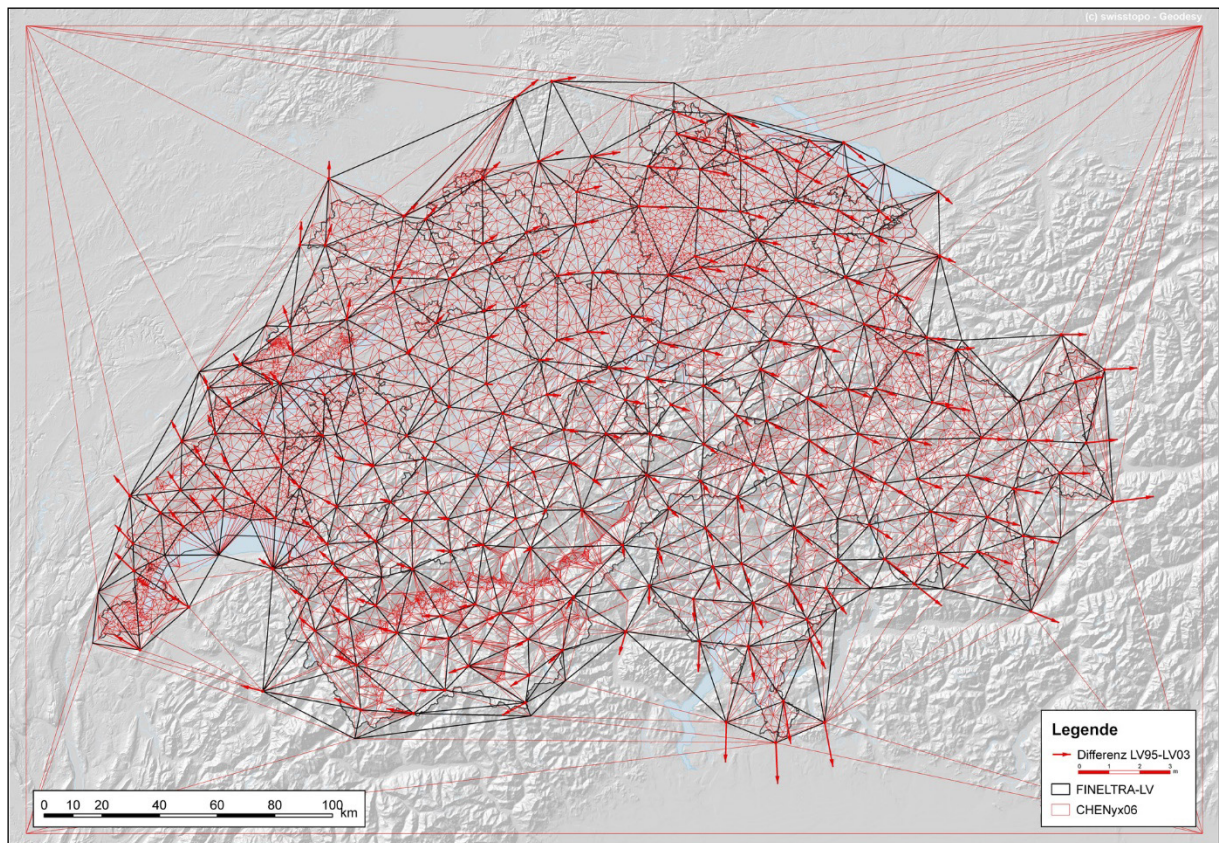 (c) swisstopo - Geodesy
Legende
Differenz LV95-LV03
0 1 2 3
m
FINELTRA-LV
CHENyx06
0 10 20 40 60 80 100
km